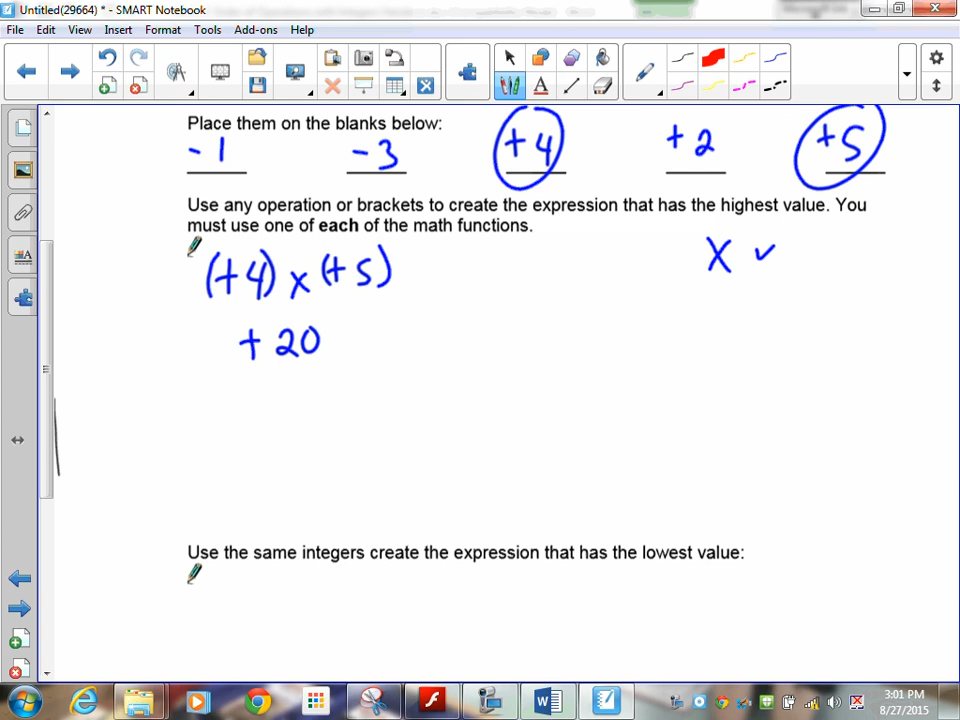 Untitled(29664) * - SMART Notebook
File Edit View Insert Format Tools Add-ons Help
Place them on the blanks below:
-1 -3 +4 +2 +5
Use any operation or brackets to create the expression that has the highest value. You
must use one of each of the math functions.
(+4) x (+5) X ✓
+20
Use the same integers create the expression that has the lowest value:
3:01 PM
8/27/2015